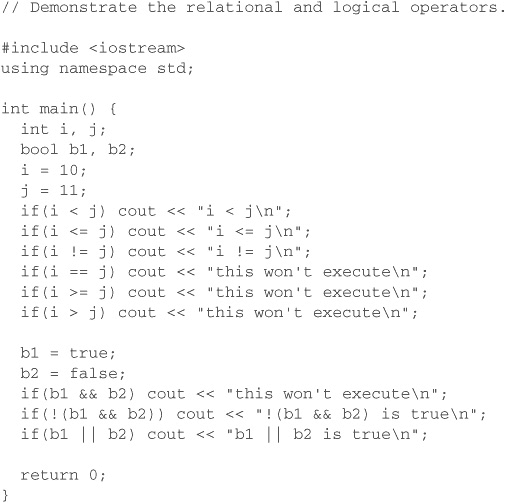 // Demonstrate the relational and logical operators.

#include <iostream>
using namespace std;

int main() {
  int i, j;
  bool b1, b2;
  i = 10;
  j = 11;
  if(i < j) cout << "i < j\n";
  if(i <= j) cout << "i <= j\n";
  if(i != j) cout << "i != j\n";
  if(i == j) cout << "this won't execute\n";
  if(i >= j) cout << "this won't execute\n";
  if(i > j) cout << "this won't execute\n";

  b1 = true;
  b2 = false;
  if(b1 && b2) cout << "this won't execute\n";
  if(!(b1 && b2)) cout << "!(b1 && b2) is true\n";
  if(b1 || b2) cout << "b1 || b2 is true\n";

  return 0;
}